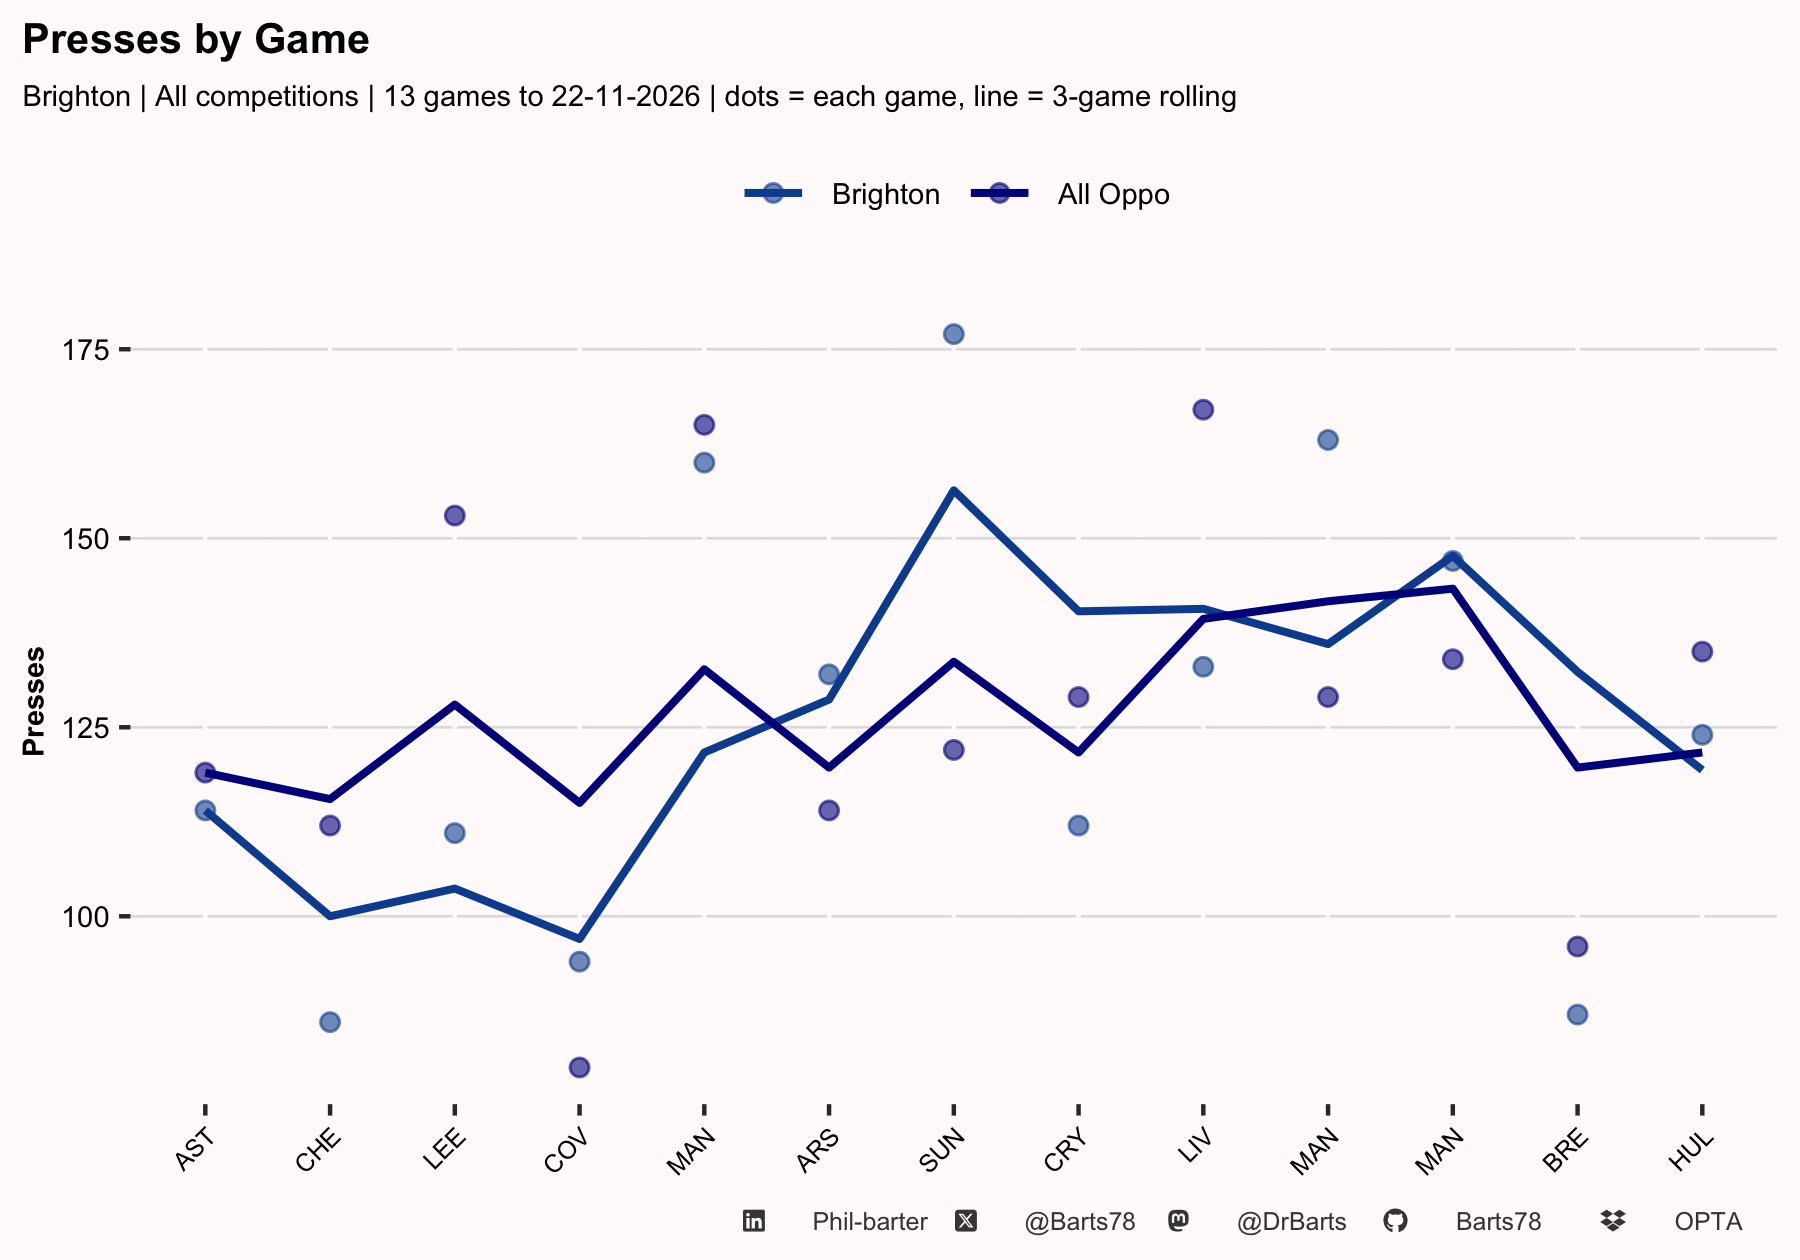 Presses by Game
Brighton | All competitions | 13 games to 22-11-2026 | dots = each game, line = 3-game rolling
Brighton All Oppo
175
150
125
100
Presses
AST CHE LEE COV MAN ARS SUN CRY LIV MAN MAN BRE HUL
Phil-barter @Barts78 @DrBarts Barts78 OPTA